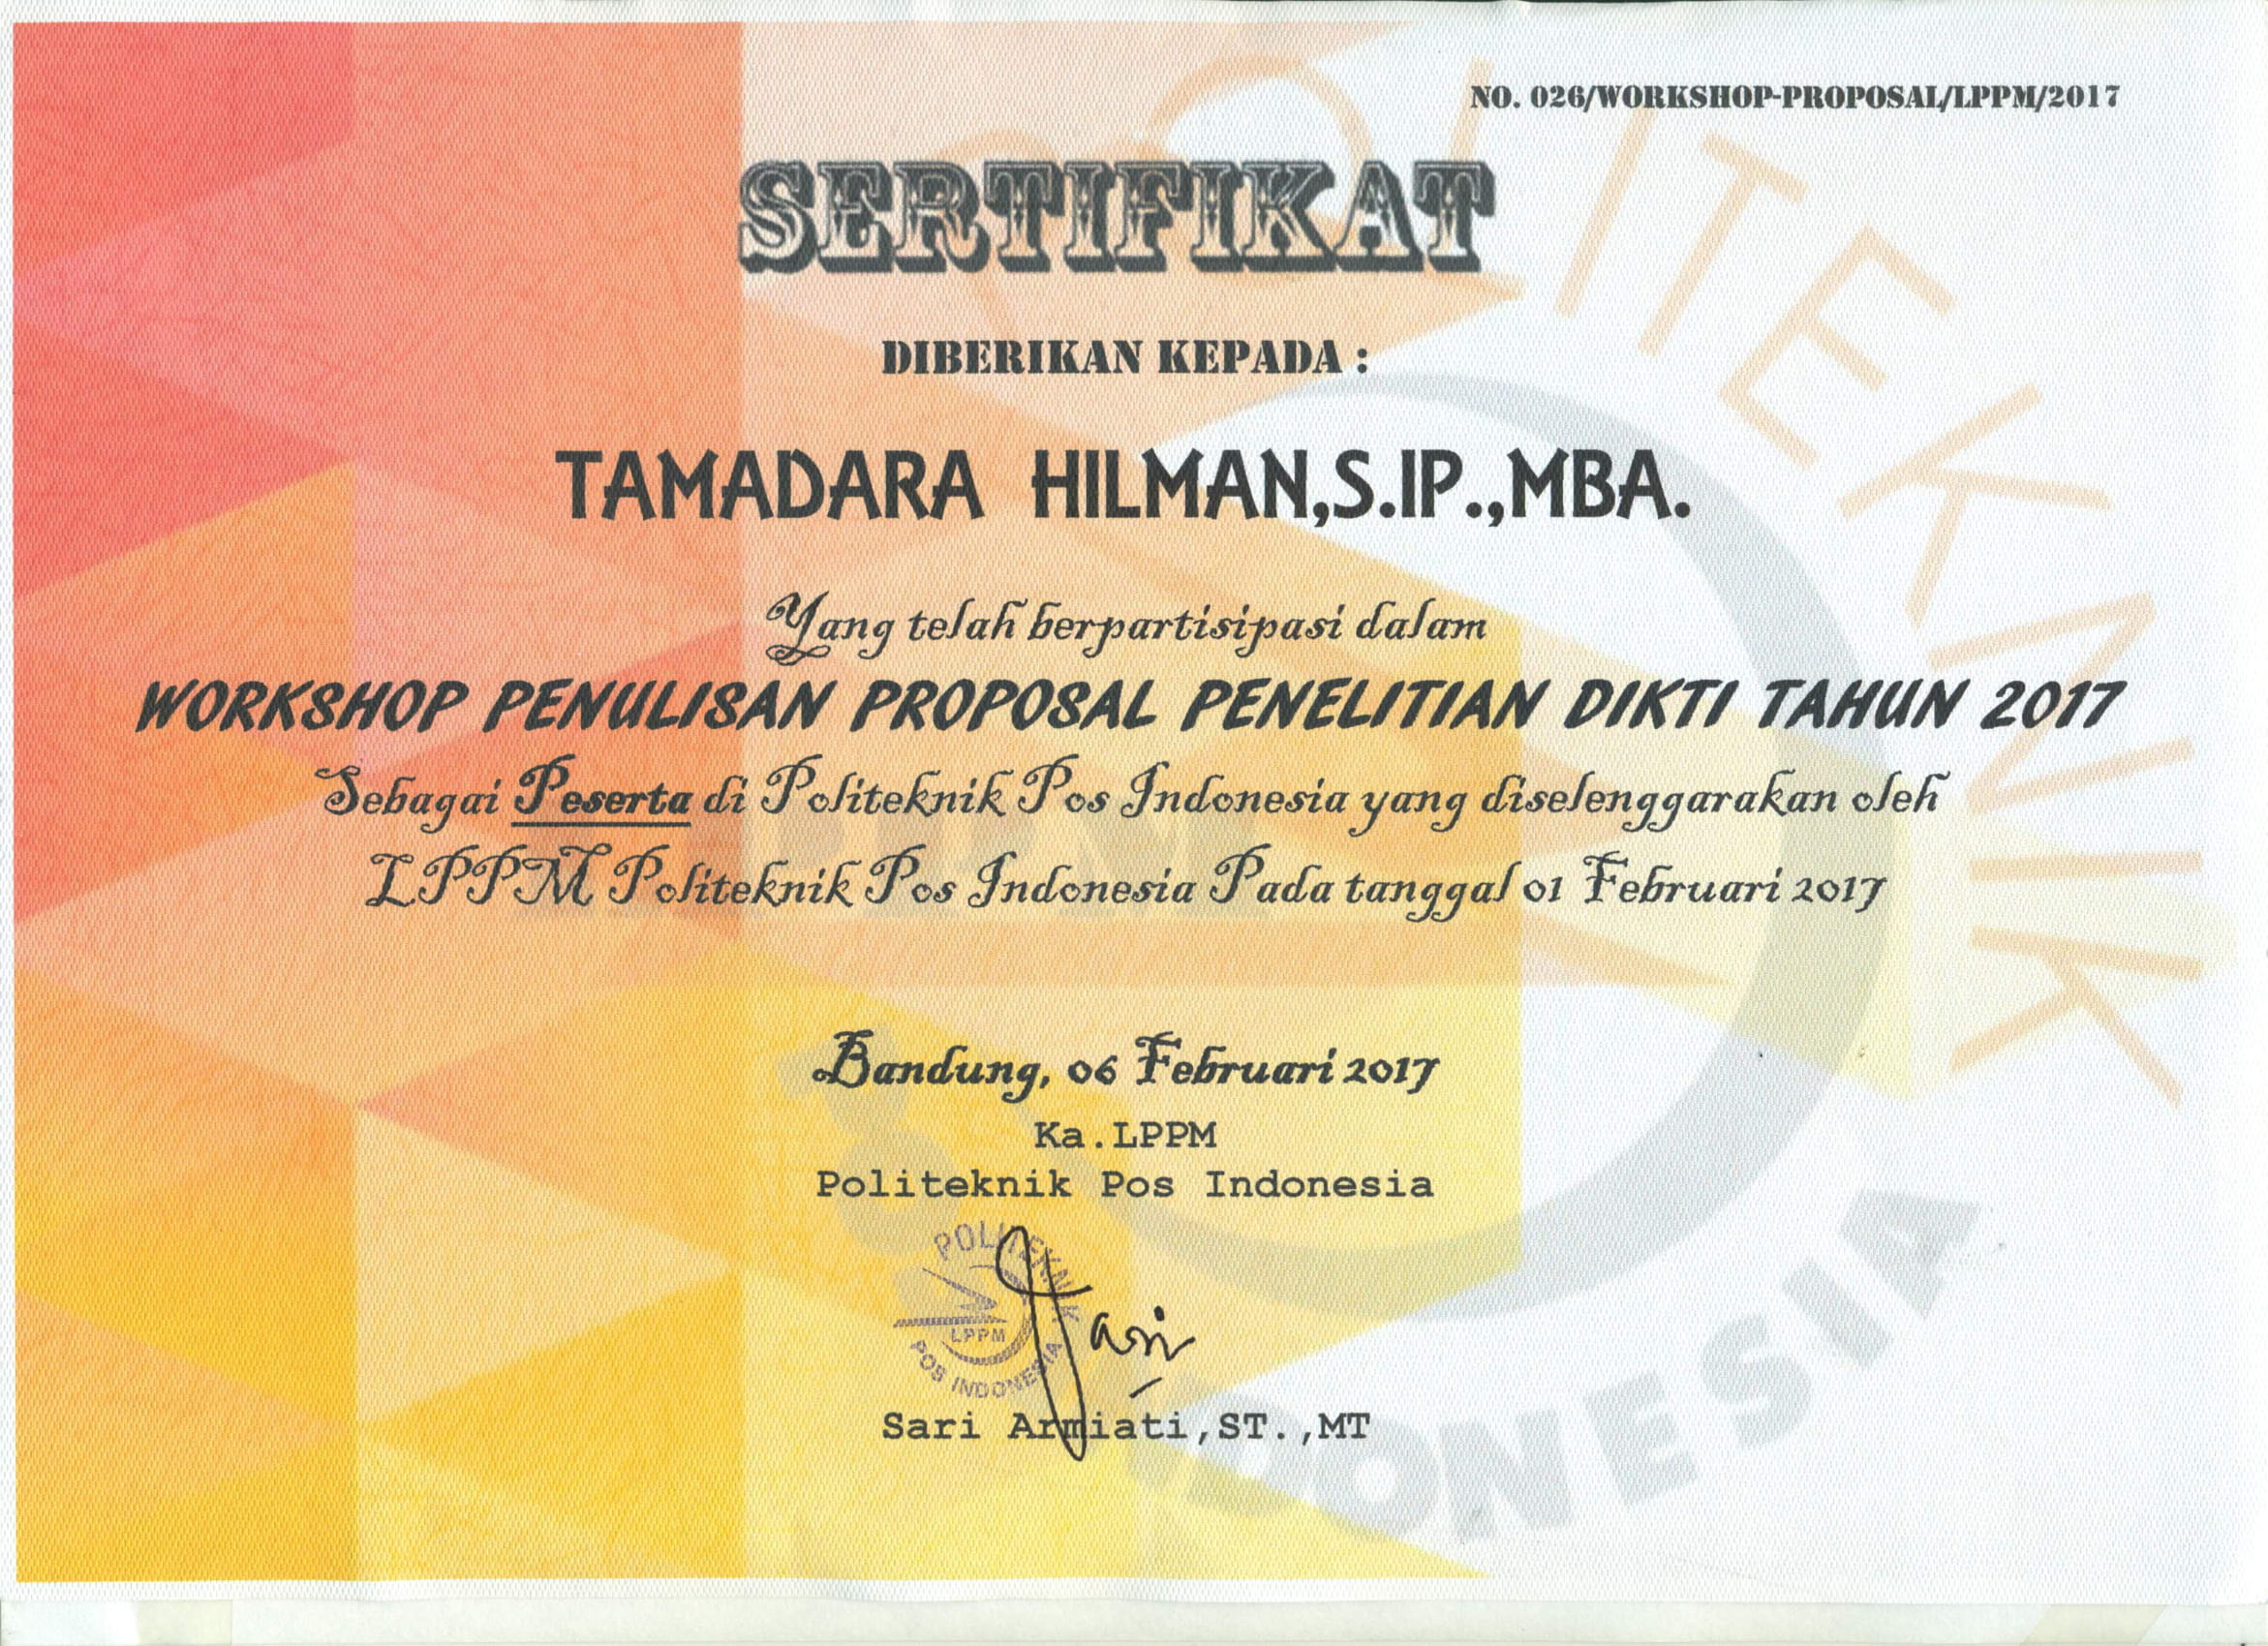 NO. 026/WORKSHOP-PROPOSAL/LPPM/2017
SERTIFIKAT
DIBERIKAN KEPADA :
TAMADARA HILMAN,S.IP.,MBA.
Yang telah berpartisipasi dalam
WORKSHOP PENULISAN PROPOSAL PENELITIAN DIKTI TAHUN 2017
Sebagai Peserta di Politeknik Pos Indonesia yang diselenggarakan oleh
LPPM Politeknik Pos Indonesia Pada tanggal 01 Februari 2017
Bandung, 06 Februari 2017
Ka.LPPM
Politeknik Pos Indonesia
POLITEKNIK
LPPM
POS INDONESIA
Sari
Sari Armiati,ST.,MT
POLITEKNIK
POS INDONESIA